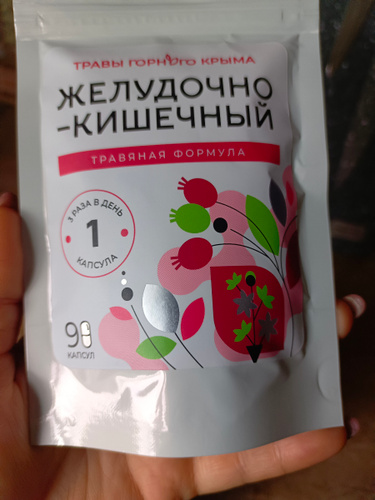 ТРАВЫ ГОРНОГО КРЫМА
ЖЕЛУДОЧНО
-КИШЕЧНЫЙ
ТРАВЯНАЯ ФОРМУЛА
3 РАЗА В ДЕНЬ
1
КАПСУЛА
90
КАПСУЛ